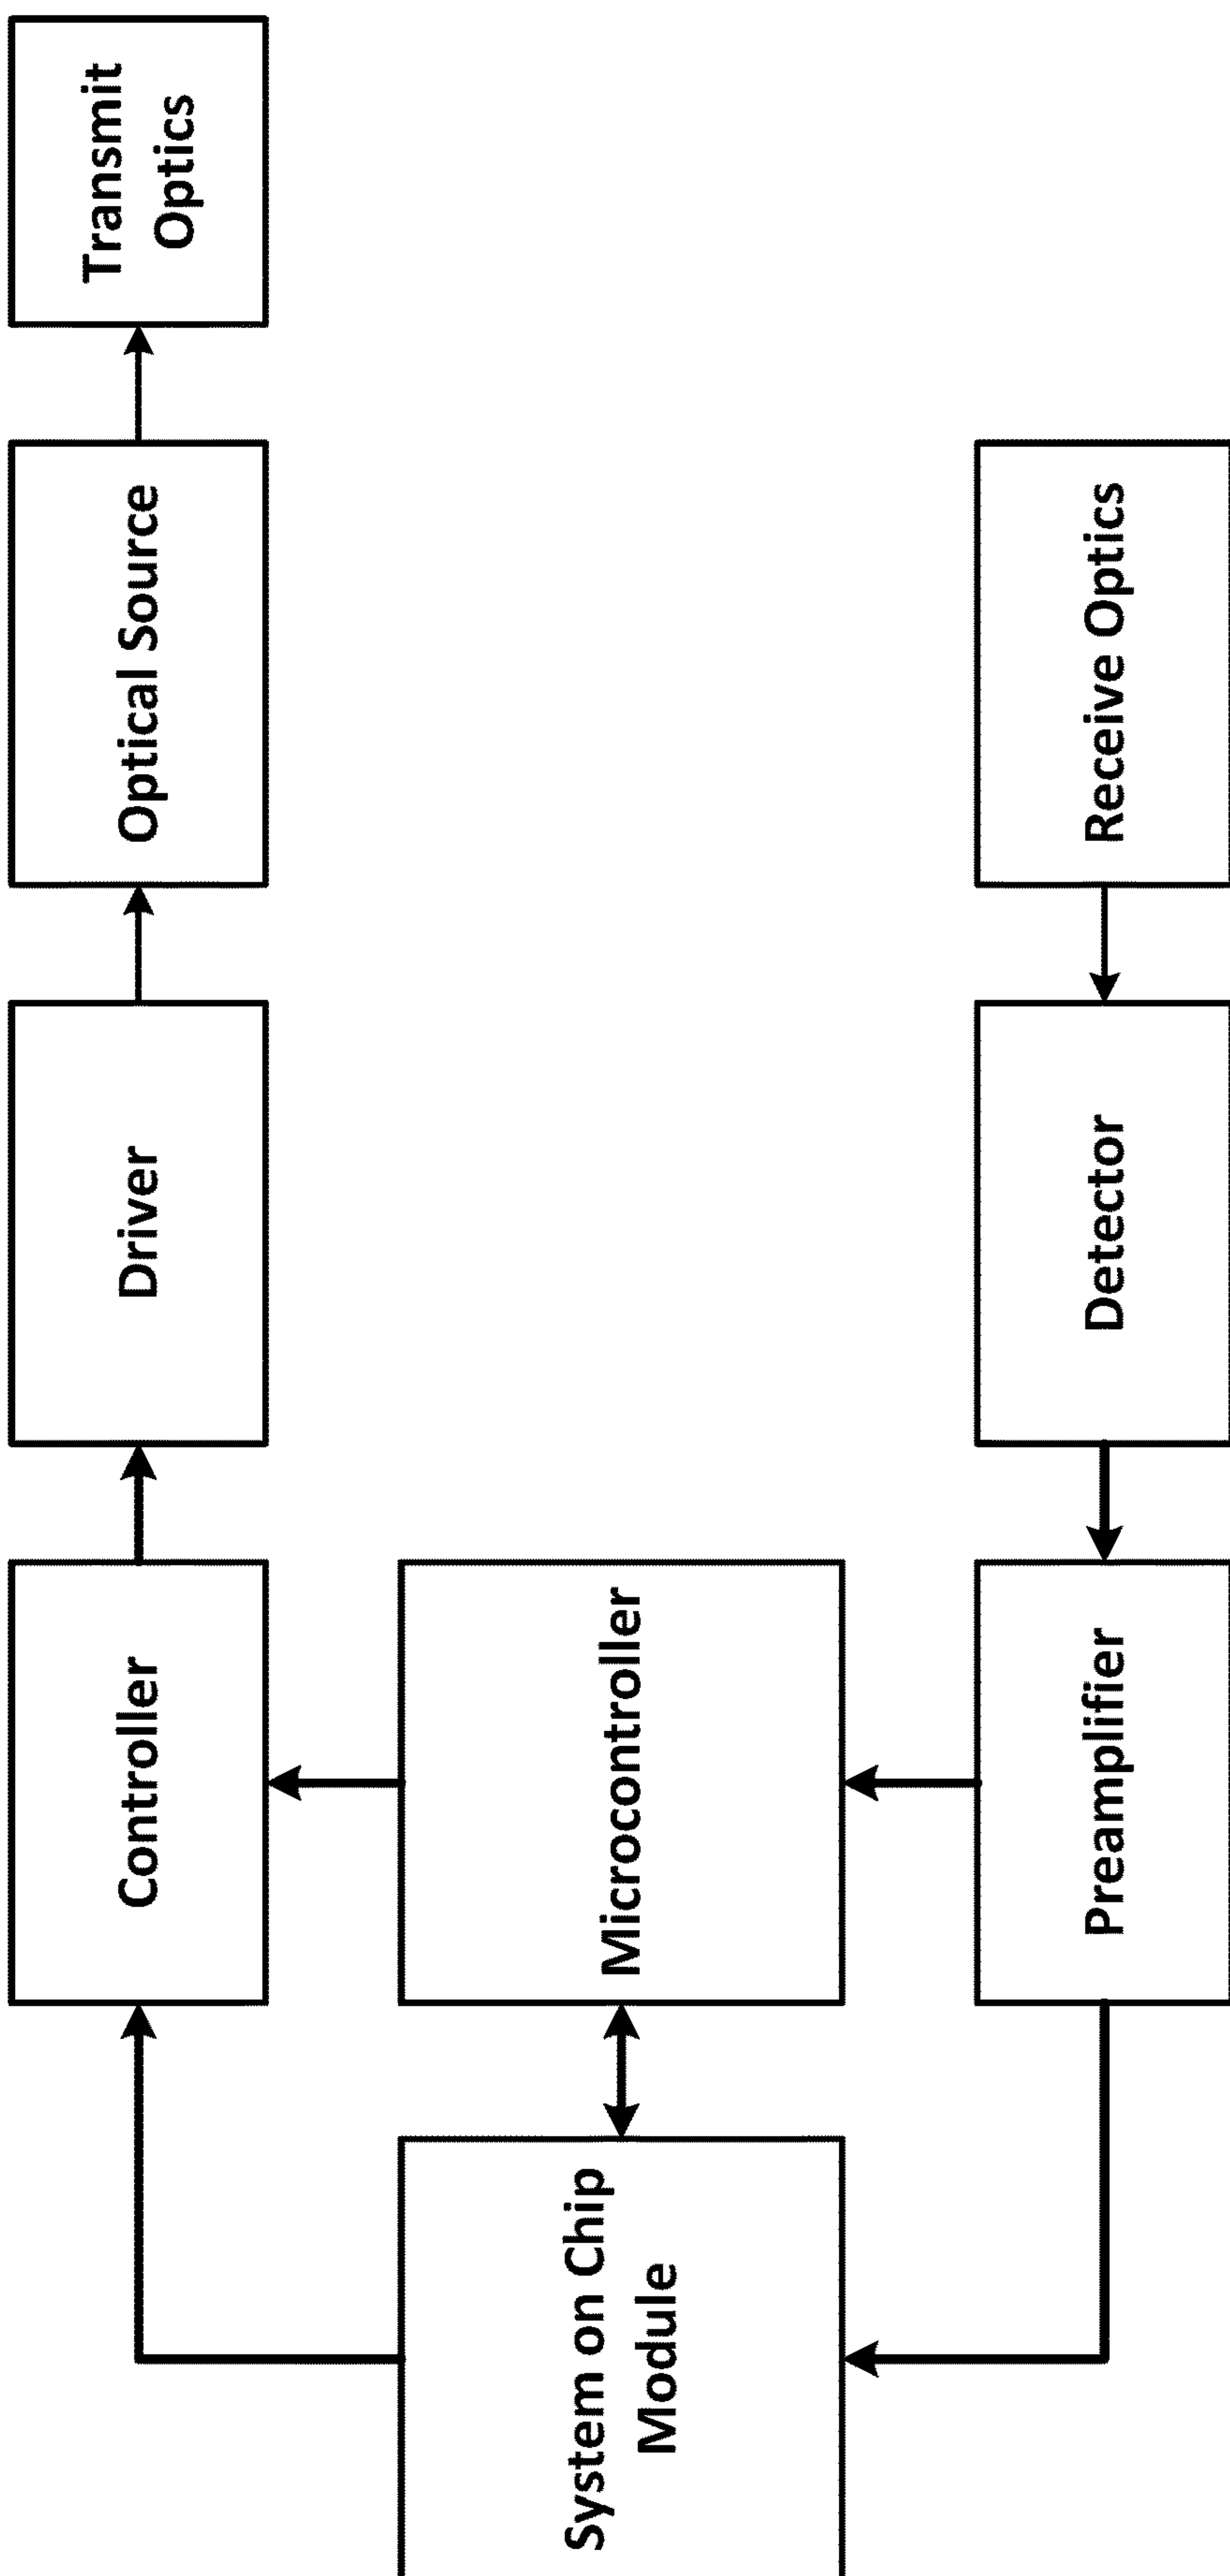 Transmit
Optics
Optical Source
Driver
Controller
System on Chip
Module
Microcontroller
Receive Optics
Detector
Preamplifier